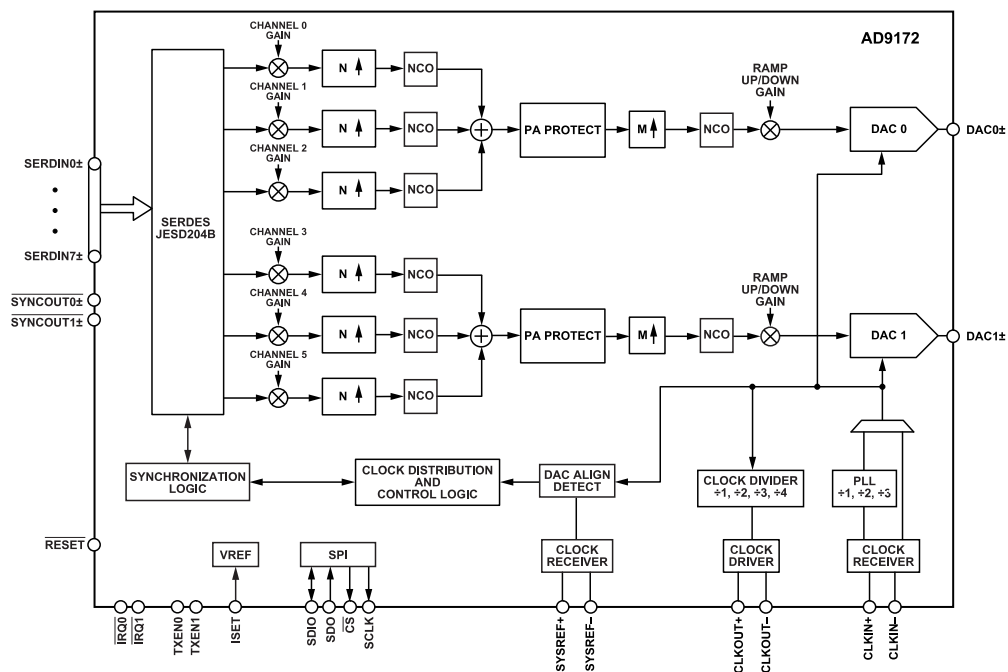 AD9172
CHANNEL 0
GAIN
N
NCO
CHANNEL 1
GAIN
N
NCO
CHANNEL 2
GAIN
N
NCO
PA PROTECT
M
NCO
RAMP
UP/DOWN
GAIN
DAC 0
DAC0±
SERDIN0±
SERDIN7±
SYNCOUT0±
SYNCOUT1±
SERDES
JESD204B
CHANNEL 3
GAIN
N
NCO
CHANNEL 4
GAIN
N
NCO
CHANNEL 5
GAIN
N
NCO
PA PROTECT
M
NCO
RAMP
UP/DOWN
GAIN
DAC 1
DAC1±
SYNCHRONIZATION
LOGIC
CLOCK DISTRIBUTION
AND
CONTROL LOGIC
DAC ALIGN
DETECT
CLOCK DIVIDER
÷1, ÷2, ÷3, ÷4
PLL
÷1, ÷2, ÷3
RESET
VREF
SPI
CLOCK
RECEIVER
CLOCK
DRIVER
CLOCK
RECEIVER
IRQ0
IRQ1
TXEN0
TXEN1
ISET
SDIO
SDO
CS
SCLK
SYSREF+
SYSREF–
CLKOUT+
CLKOUT–
CLKIN+
CLKIN–